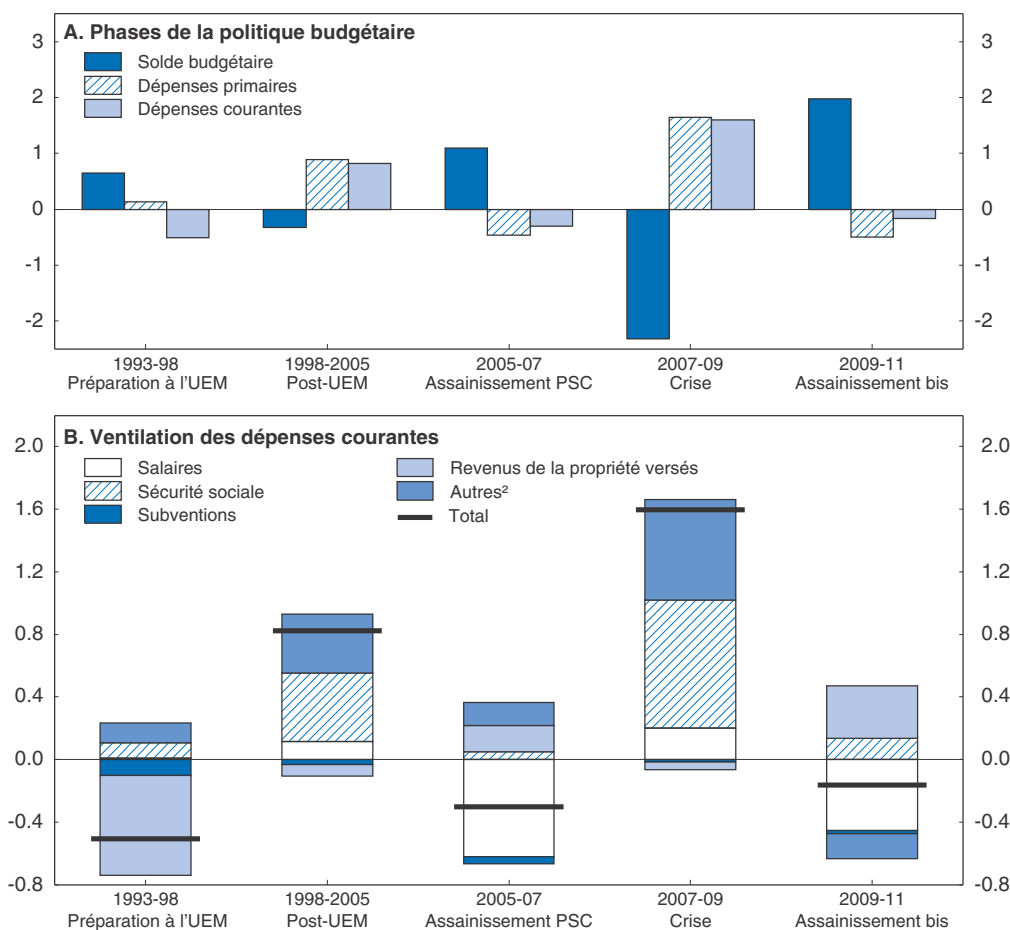 A. Phases de la politique budgétaire
Solde budgétaire
Dépenses primaires
Dépenses courantes
3 3
2 2
1 1
0 0
-1 -1
-2 -2
1993-98 1998-2005 2005-07 2007-09 2009-11
Préparation à l'UEM Post-UEM Assainissement PSC Crise Assainissement bis
B. Ventilation des dépenses courantes
Salaires Revenus de la propriété versés
Sécurité sociale Autres²
Subventions Total
2.0 2.0
1.6 1.6
1.2 1.2
0.8 0.8
0.4 0.4
0.0 0.0
-0.4 -0.4
-0.8 -0.8
1993-98 1998-2005 2005-07 2007-09 2009-11
Préparation à l'UEM Post-UEM Assainissement PSC Crise Assainissement bis